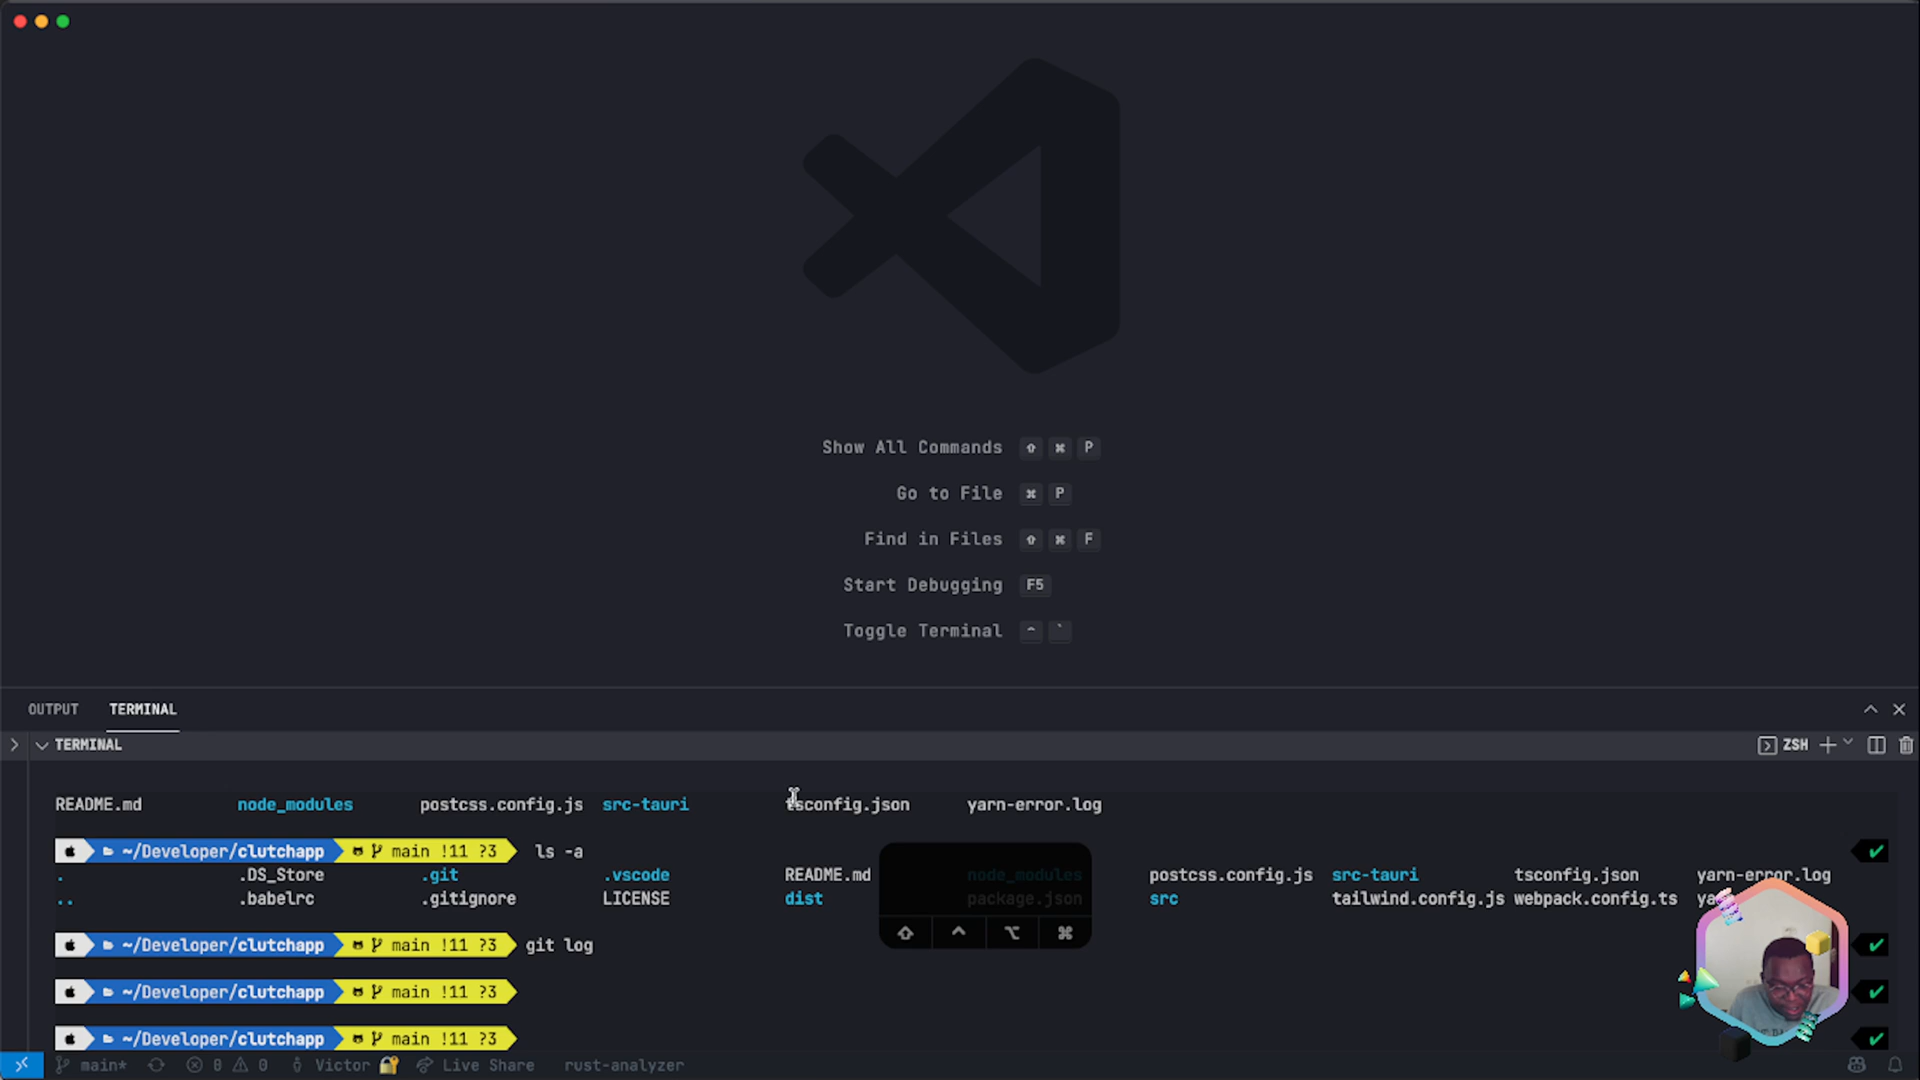 Show All Commands ⇧ ⌘ P
Go to File ⌘ P
Find in Files ⇧ ⌘ F
Start Debugging F5
Toggle Terminal ^ `
OUTPUT TERMINAL
TERMINAL ZSH
README.md node_modules postcss.config.js src-tauri tsconfig.json yarn-error.log
~/Developer/clutchapp main !11 ?3 ls -a
. .DS_Store .git .vscode README.md node_modules postcss.config.js src-tauri tsconfig.json yarn-error.log
.. .babelrc .gitignore LICENSE dist package.json src tailwind.config.js webpack.config.ts
~/Developer/clutchapp main !11 ?3 git log
~/Developer/clutchapp main !11 ?3
~/Developer/clutchapp main !11 ?3
main* 0 0 Victor Live Share rust-analyzer